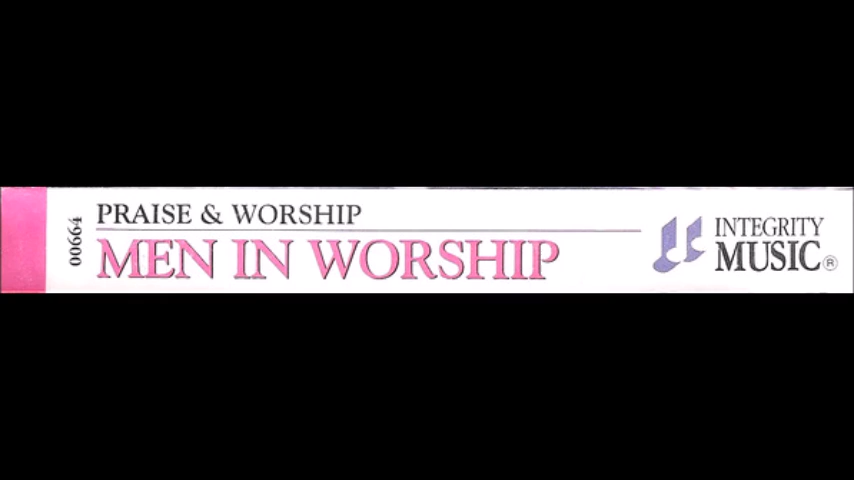 00664
PRAISE & WORSHIP
MEN IN WORSHIP
INTEGRITY
MUSIC®